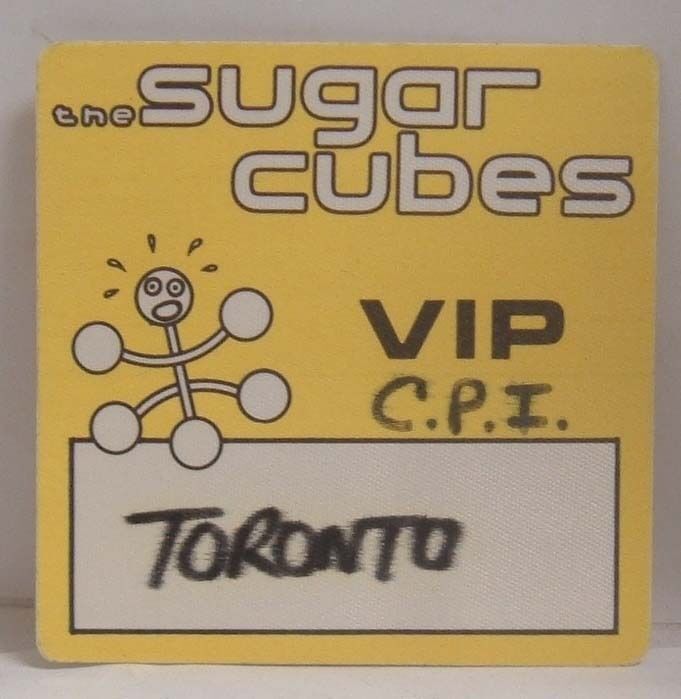 the sugar
cubes
VIP
C.P.I.
TORONTO